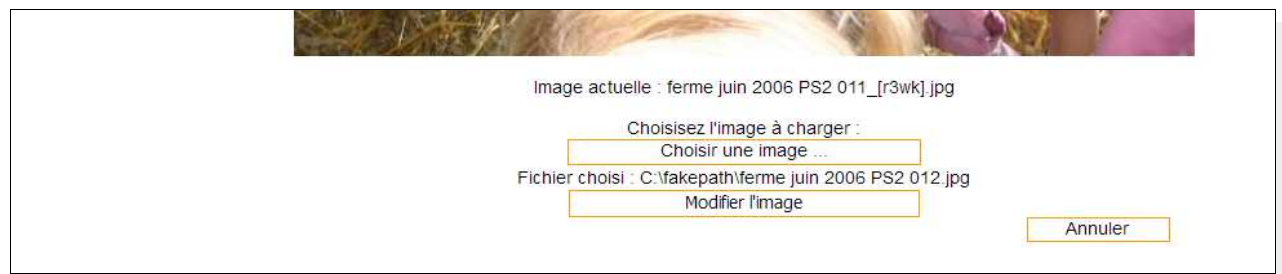 Image actuelle : ferme juin 2006 PS2 011_[r3wk].jpg
Choisisez l'image à charger :
Choisir une image ...
Fichier choisi : C:\fakepath\ferme juin 2006 PS2 012.jpg
Modifier l'image
Annuler